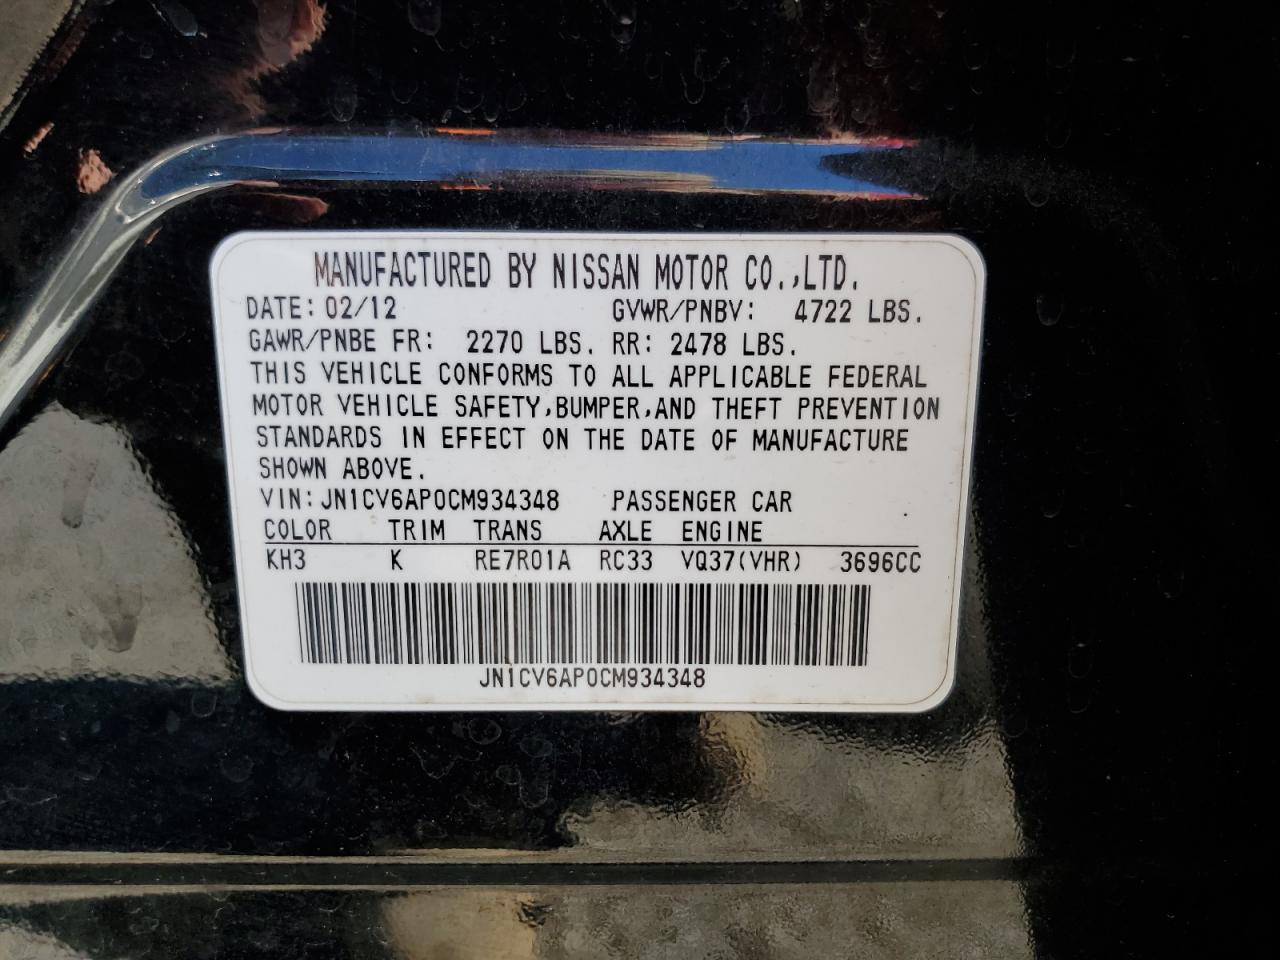 MANUFACTURED BY NISSAN MOTOR CO.,LTD.
DATE: 02/12 GVWR/PNBV: 4722 LBS.
GAWR/PNBE FR: 2270 LBS. RR: 2478 LBS.
THIS VEHICLE CONFORMS TO ALL APPLICABLE FEDERAL
MOTOR VEHICLE SAFETY,BUMPER,AND THEFT PREVENTION
STANDARDS IN EFFECT ON THE DATE OF MANUFACTURE
SHOWN ABOVE.
VIN:JN1CV6AP0CM934348 PASSENGER CAR
COLOR TRIM TRANS AXLE ENGINE
KH3 K RE7R01A RC33 VQ37(VHR) 3696CC
JN1CV6AP0CM934348